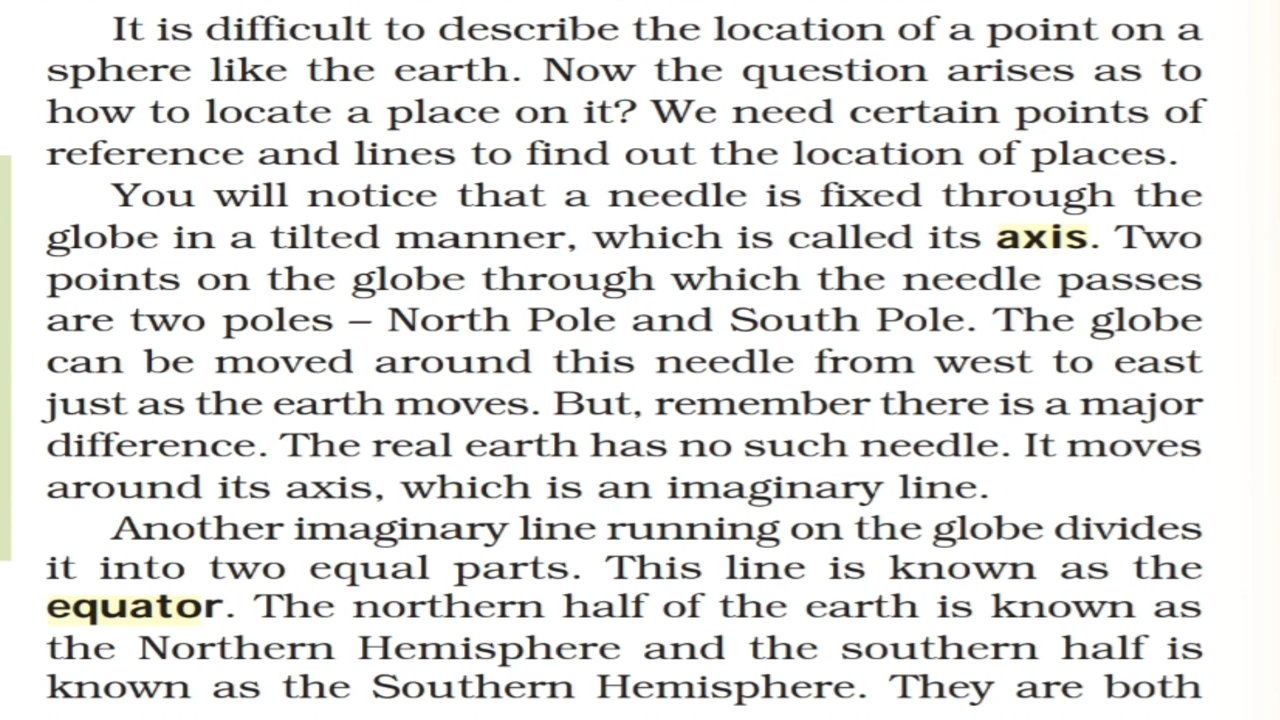 It is difficult to describe the location of a point on a
sphere like the earth. Now the question arises as to
how to locate a place on it? We need certain points of
reference and lines to find out the location of places.
You will notice that a needle is fixed through the
globe in a tilted manner, which is called its axis. Two
points on the globe through which the needle passes
are two poles – North Pole and South Pole. The globe
can be moved around this needle from west to east
just as the earth moves. But, remember there is a major
difference. The real earth has no such needle. It moves
around its axis, which is an imaginary line.
Another imaginary line running on the globe divides
it into two equal parts. This line is known as the
equator. The northern half of the earth is known as
the Northern Hemisphere and the southern half is
known as the Southern Hemisphere. They are both